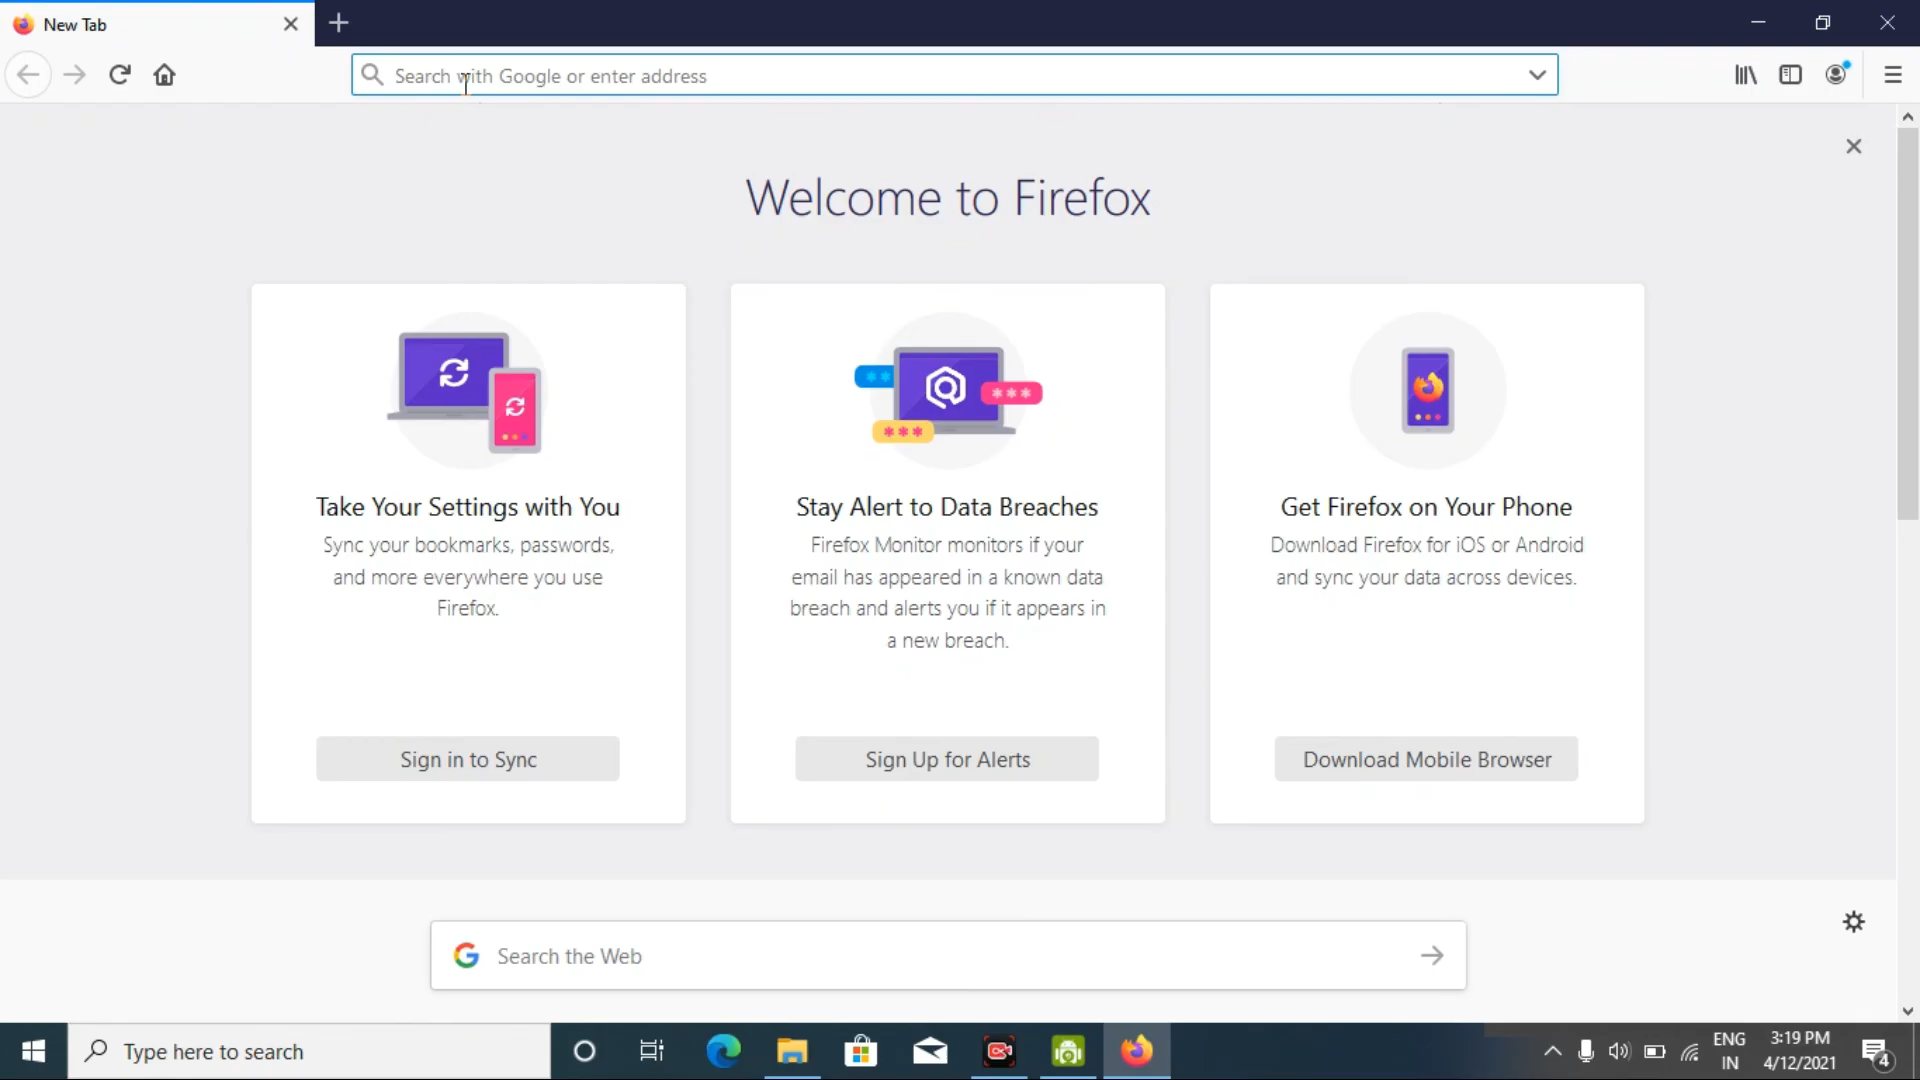 New Tab
Search with Google or enter address
Welcome to Firefox
Take Your Settings with You
Sync your bookmarks, passwords,
and more everywhere you use
Firefox.
Sign in to Sync
***
***
Stay Alert to Data Breaches
Firefox Monitor monitors if your
email has appeared in a known data
breach and alerts you if it appears in
a new breach.
Sign Up for Alerts
Get Firefox on Your Phone
Download Firefox for iOS or Android
and sync your data across devices.
Download Mobile Browser
Search the Web
Type here to search
ENG
IN
3:19 PM
4/12/2021
4